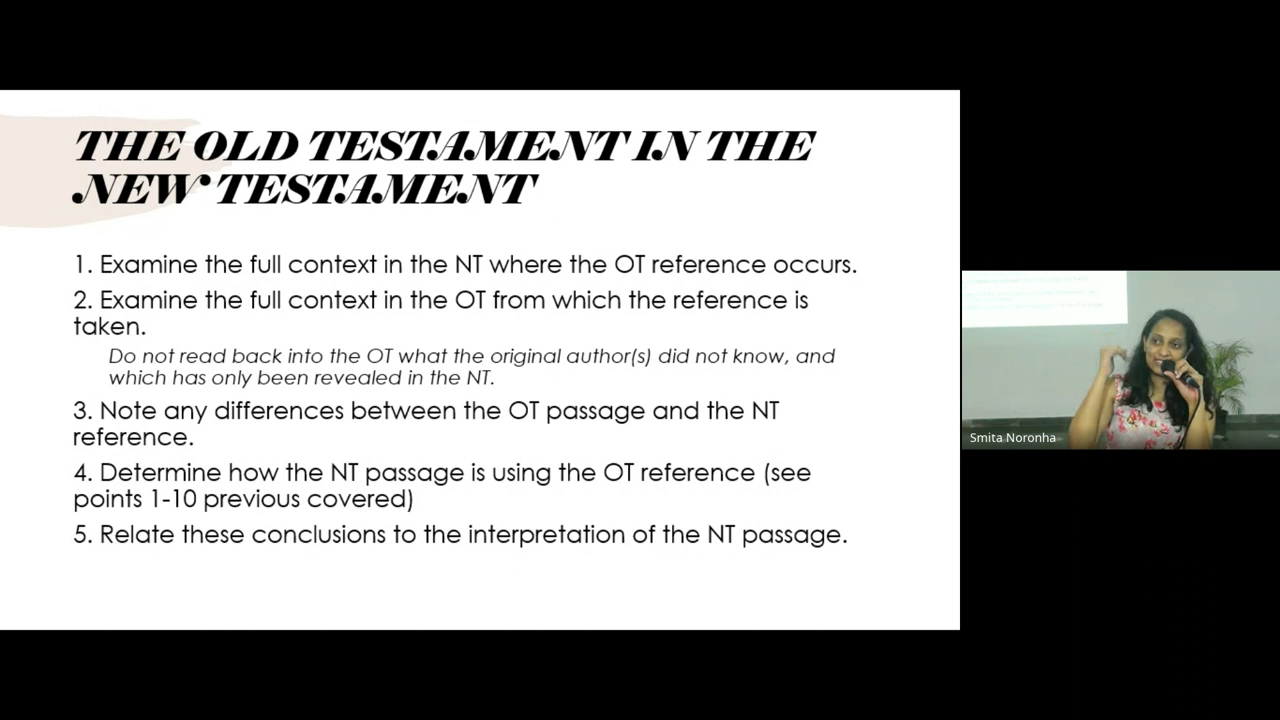 THE OLD TESTAMENT IN THE
NEW TESTAMENT
1. Examine the full context in the NT where the OT reference occurs.
2. Examine the full context in the OT from which the reference is
taken.
Do not read back into the OT what the original author(s) did not know, and
which has only been revealed in the NT.
3. Note any differences between the OT passage and the NT
reference.
4. Determine how the NT passage is using the OT reference (see
points 1-10 previous covered)
5. Relate these conclusions to the interpretation of the NT passage.
Smita Noronha